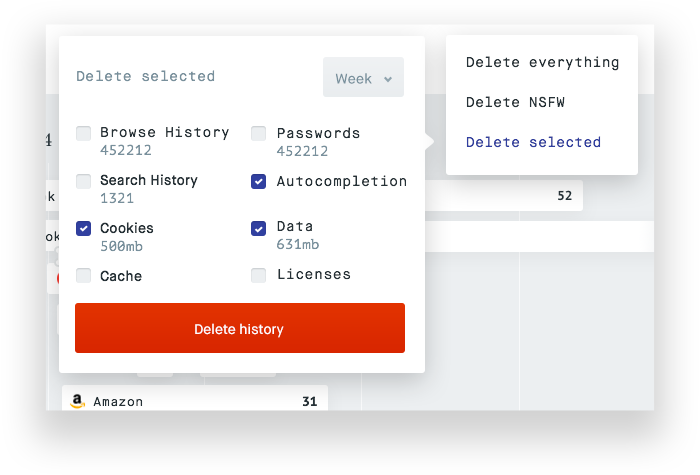 Delete selected
Week
Browse History
452212
Passwords
452212
Search History
1321
Autocompletion
Cookies
500mb
Data
631mb
Cache
Licenses
Delete history
Delete everything
Delete NSFW
Delete selected
4
k
52
ok
Amazon
31